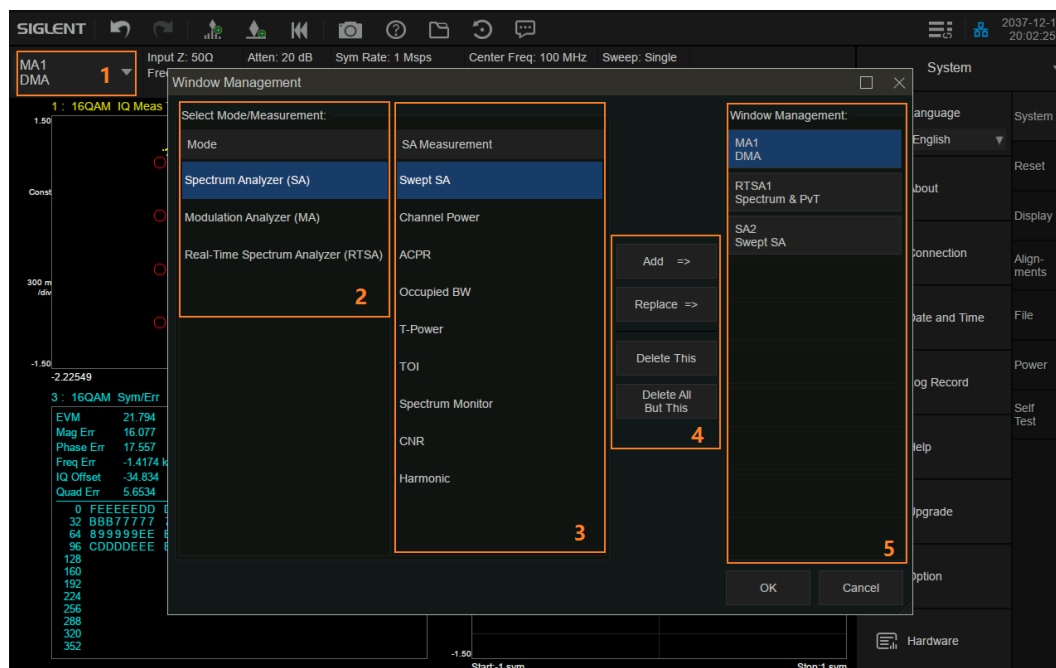 SIGLENT
2037-12-1
20:02:25
MA1
DMA
1
Input Z: 50Ω Atten: 20 dB Sym Rate: 1 Msps Center Freq: 100 MHz Sweep: Single
Fre
System
Window Management
1 : 16QAM IQ Meas
1.50
Const
300 m
/div
-1.50
-2.22549
Select Mode/Measurement:
Mode
Spectrum Analyzer (SA)
Modulation Analyzer (MA)
Real-Time Spectrum Analyzer (RTSA)
2
SA Measurement
Swept SA
Channel Power
ACPR
Occupied BW
T-Power
TOI
Spectrum Monitor
CNR
Harmonic
3
Add =>
Replace =>
Delete This
Delete All
But This
4
Window Management:
MA1
DMA
RTSA1
Spectrum & PvT
SA2
Swept SA
5
OK
Cancel
3 : 16QAM Sym/Err
EVM 21.794
Mag Err 16.077
Phase Err 17.557
Freq Err -1.4174 k
IQ Offset -34.834
Quad Err 5.6534
0 FEEEEEDD
32 BBB77777
64 899999EE
96 CDDDDEEE
128
160
192
224
256
288
320
352
-1.50
Start:-1 sym
Stop:1 sym
anguage
English
bout
onnection
ate and Time
og Record
elp
pgrade
ption
Hardware
System
Reset
Display
Align-
ments
File
Power
Self
Test